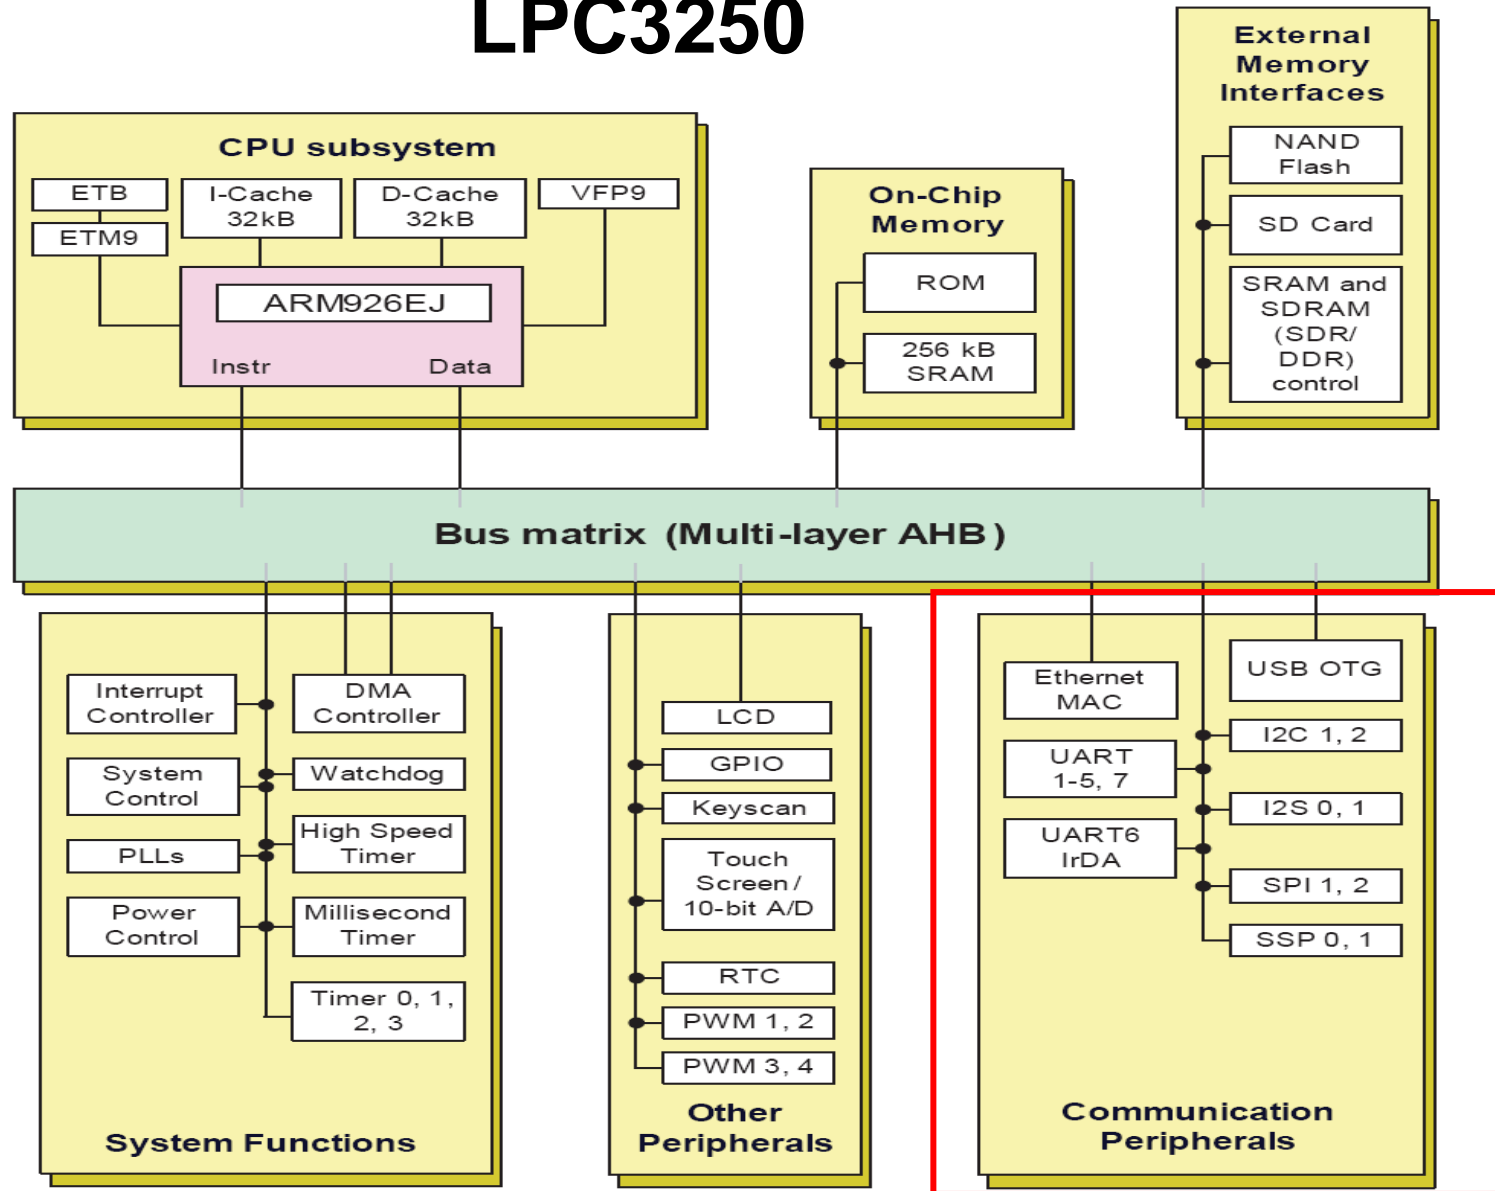 LPC3250
CPU subsystem
ETB
ETM9
I-Cache
32kB
D-Cache
32kB
VFP9
ARM926EJ
Instr
Data
On-Chip
Memory
ROM
256 kB
SRAM
External
Memory
Interfaces
NAND
Flash
SD Card
SRAM and
SDRAM
(SDR/
DDR)
control
Bus matrix (Multi-layer AHB)
Interrupt
Controller
System
Control
PLLs
Power
Control
DMA
Controller
Watchdog
High Speed
Timer
Millisecond
Timer
Timer 0, 1,
2, 3
System Functions
LCD
GPIO
Keyscan
Touch
Screen/
10-bit A/D
RTC
PWM 1, 2
PWM 3, 4
Other
Peripherals
Ethernet
MAC
UART
1-5, 7
UART6
IrDA
USB OTG
I2C 1, 2
I2S 0, 1
SPI 1, 2
SSP 0, 1
Communication
Peripherals